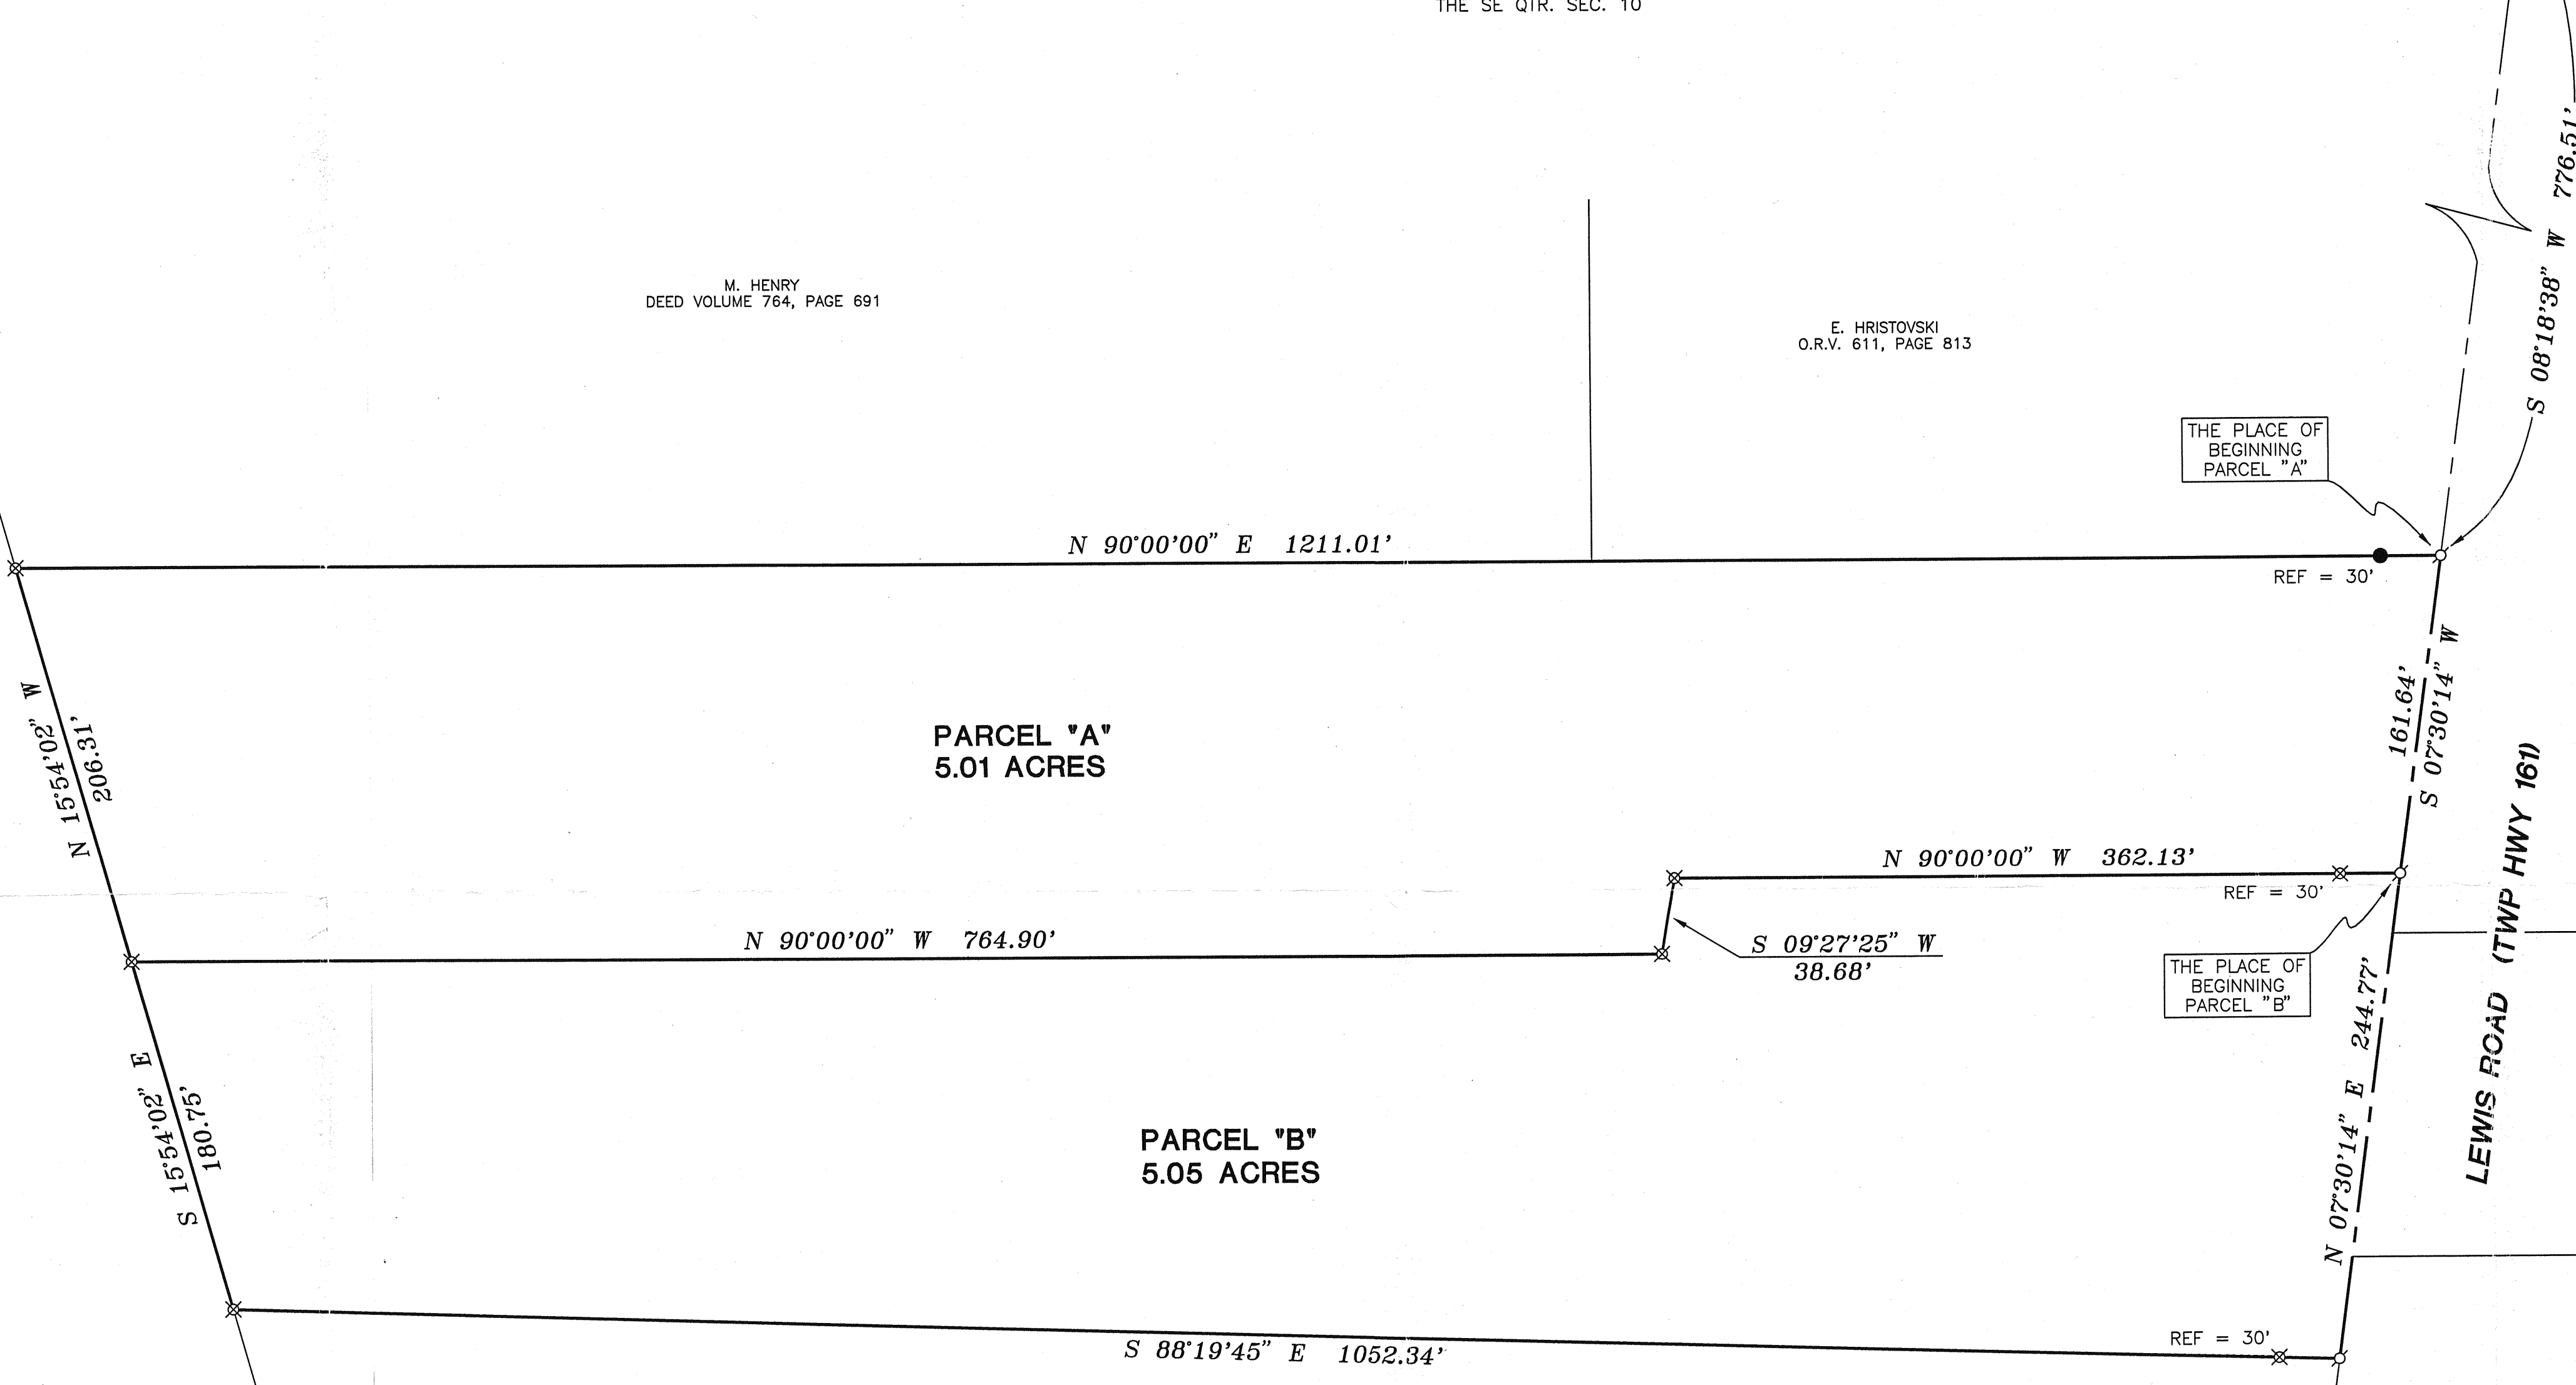 THE SE QTR. SEC. 10
S 08°18'38" W 776.51'
M. HENRY
DEED VOLUME 764, PAGE 691
E. HRISTOVSKI
O.R.V. 611, PAGE 813
THE PLACE OF
BEGINNING
PARCEL "A"
N 90°00'00" E 1211.01'
REF = 30'
N 15°54'02" W
206.31'
PARCEL "A"
5.01 ACRES
161.64'
S 07°30'14" W
LEWIS ROAD (TWP HWY 161)
N 90°00'00" W 362.13'
REF = 30'
N 90°00'00" W 764.90'
S 09°27'25" W
38.68'
THE PLACE OF
BEGINNING
PARCEL "B"
S 15°54'02" E
180.75'
PARCEL "B"
5.05 ACRES
N 07°30'14" E 244.77'
REF = 30'
S 88°19'45" E 1052.34'